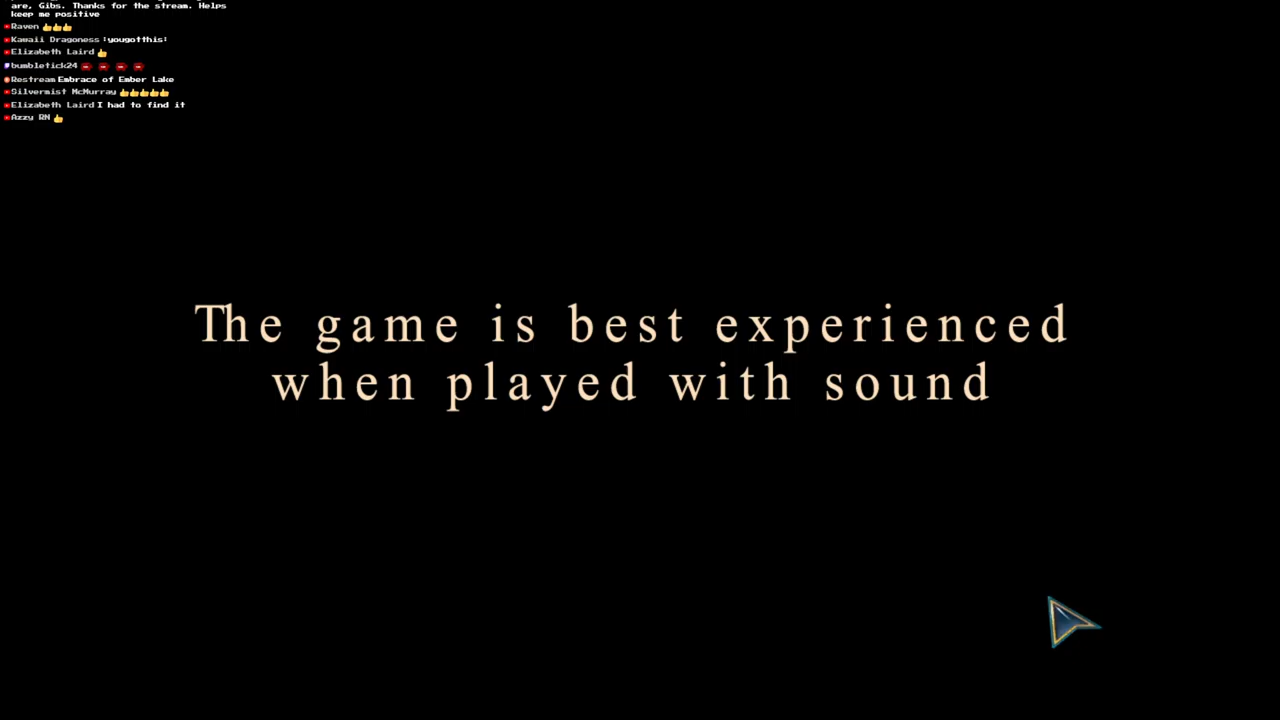 are, Gibs. Thanks for the stream. Helps
keep me positive
Raven
Kawaii Dragoness :yougotthis:
Elizabeth Laird
bumbletick24
Restream Embrace of Ember Lake
Silvermist McMurray
Elizabeth Laird I had to find it
Azzy RN
The game is best experienced
when played with sound